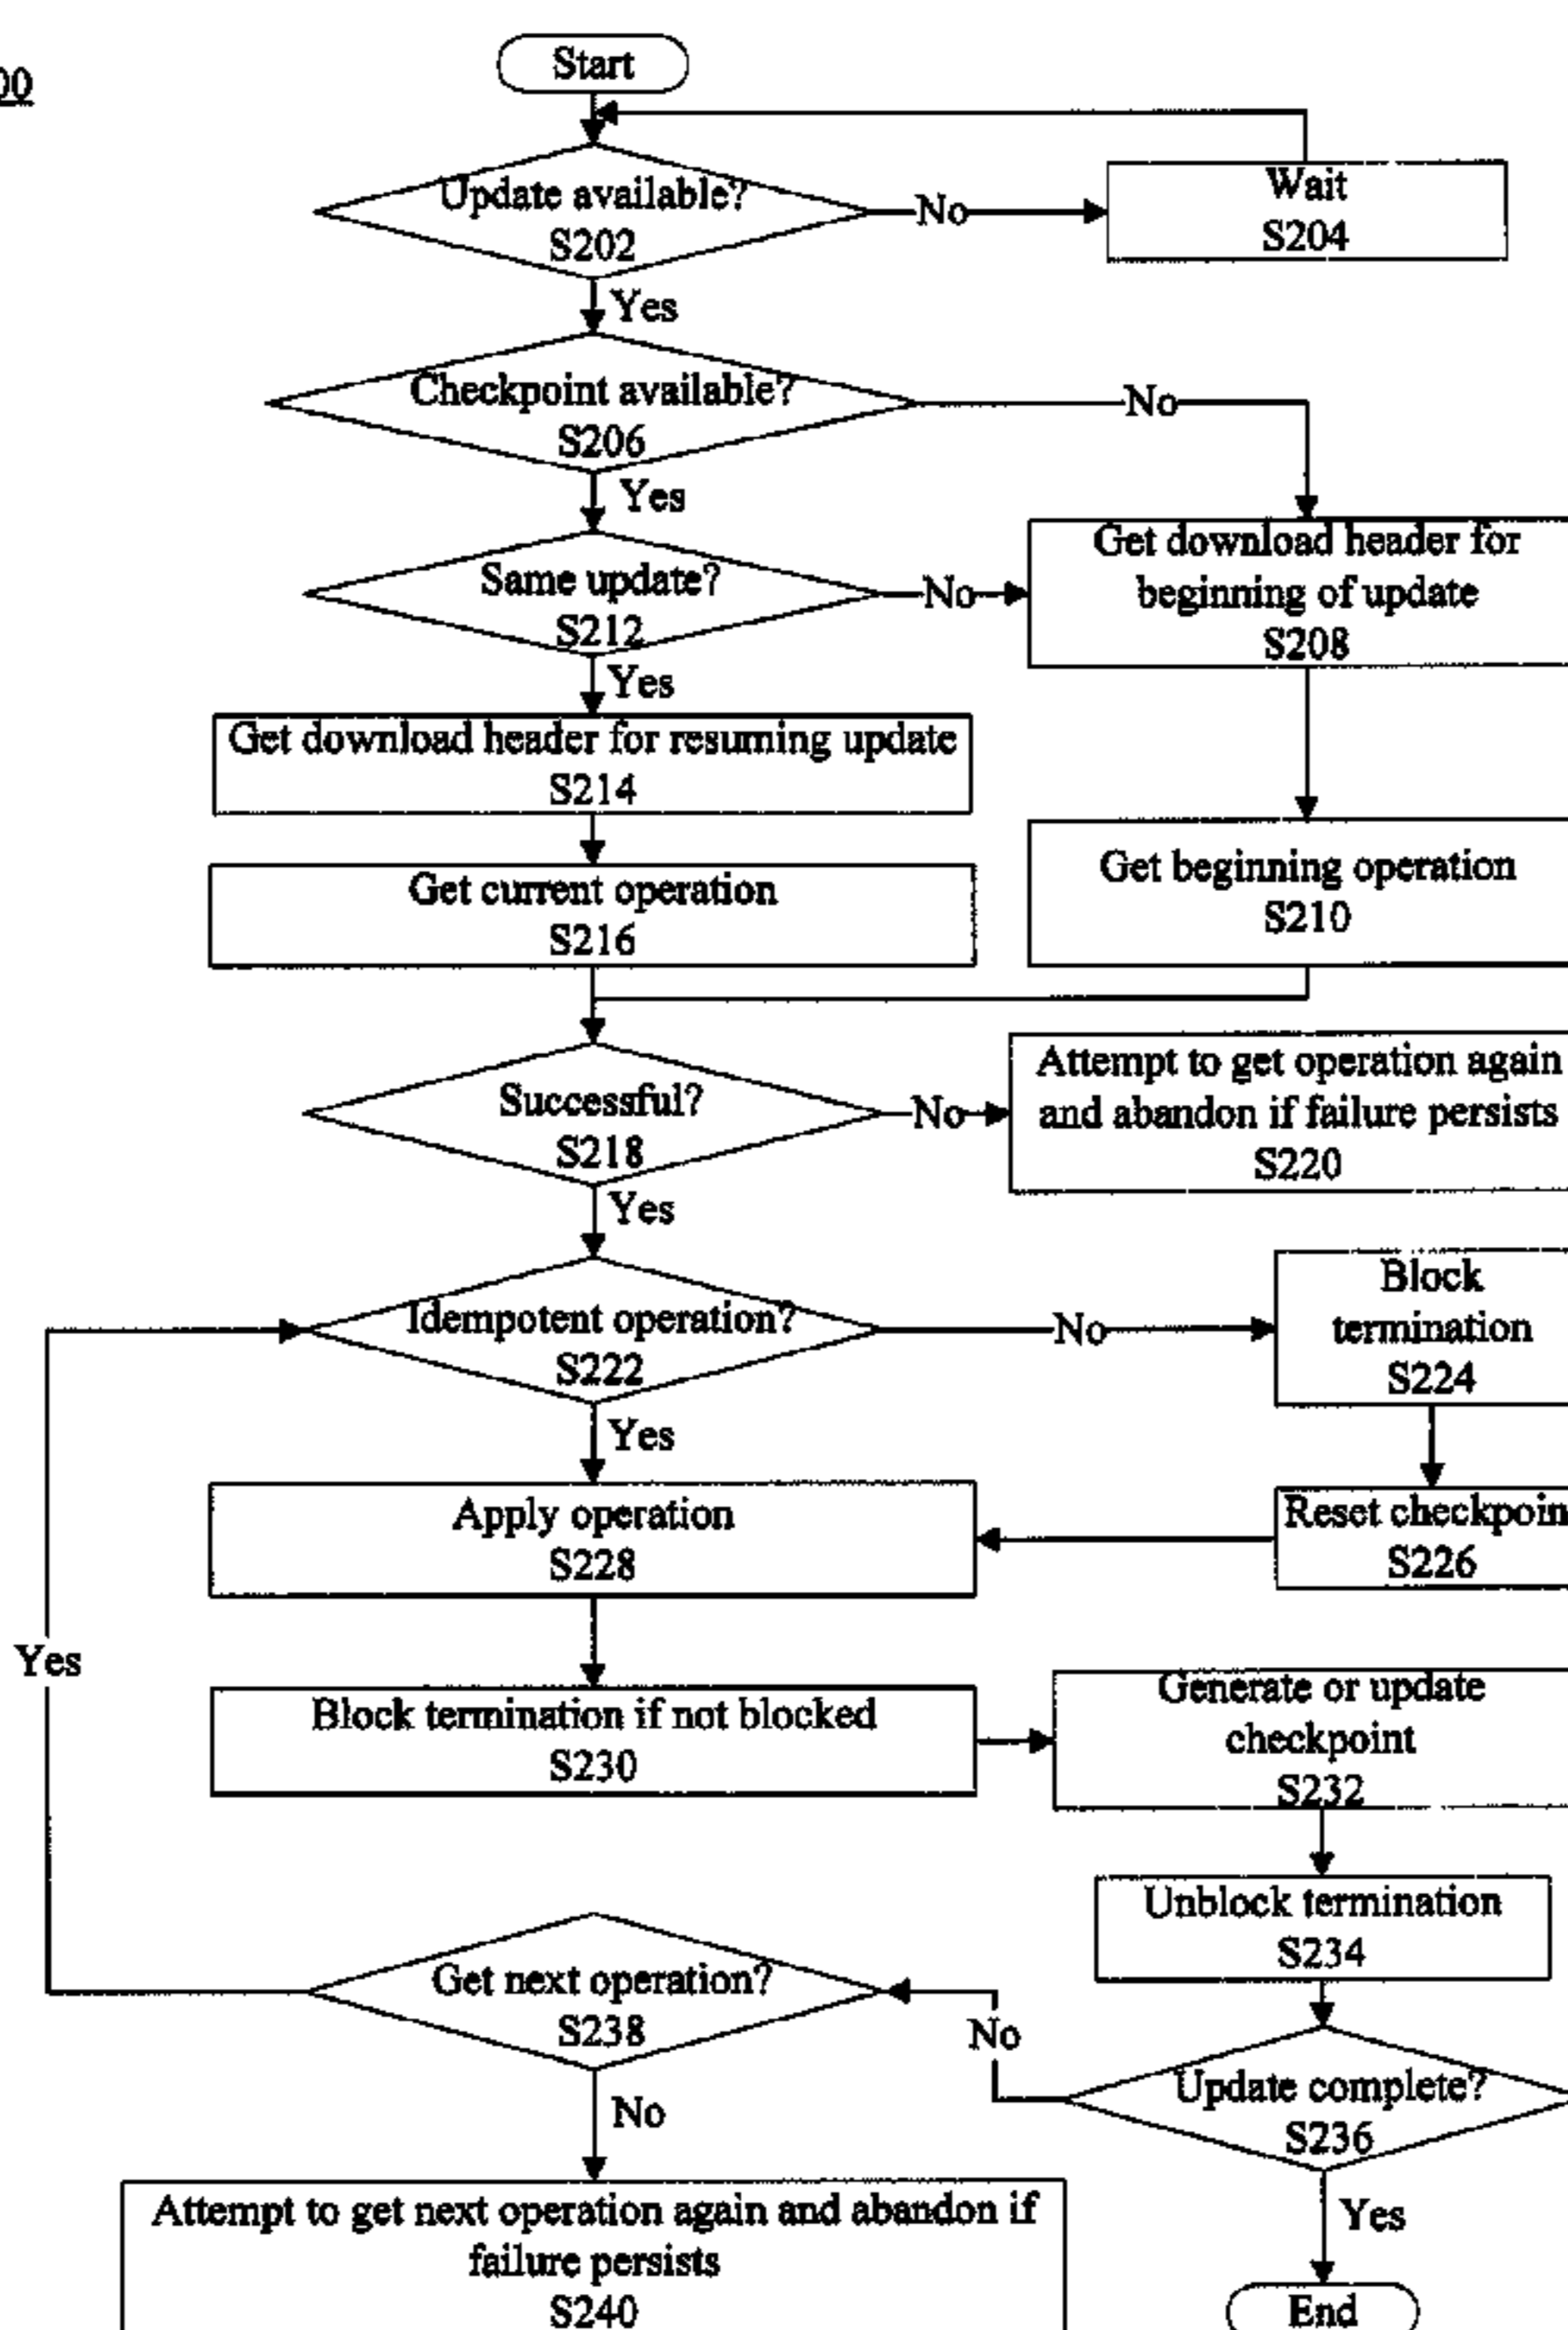 00
Start
Update available?
S202
No
Wait
S204
Yes
Checkpoint available?
S206
No
Yes
Same update?
S212
No
Get download header for
beginning of update
S208
Yes
Get download header for resuming update
S214
Get current operation
S216
Get beginning operation
S210
Successful?
S218
No
Attempt to get operation again
and abandon if failure persists
S220
Yes
Idempotent operation?
S222
No
Block
termination
S224
Yes
Apply operation
S228
Reset checkpoin
S226
Yes
Block termination if not blocked
S230
Generate or update
checkpoint
S232
Unblock termination
S234
Get next operation?
S238
No
Update complete?
S236
No
Yes
Attempt to get next operation again and abandon if
failure persists
S240
End